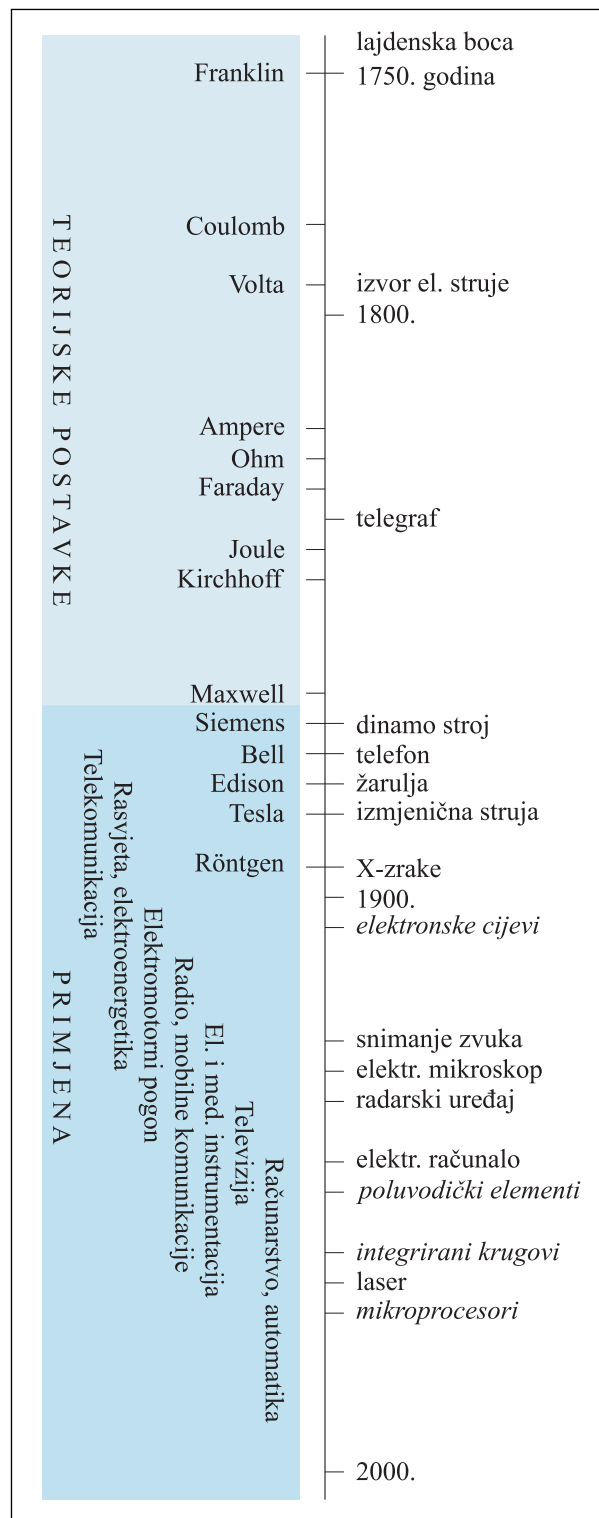 lajdenska boca
Franklin 1750. godina
Coulomb
Volta izvor el. struje
1800.
Ampere
Ohm
Faraday
telegraf
Joule
Kirchhoff
TEORIJSKE POSTAVKE
Maxwell
Siemens dinamo stroj
Bell telefon
Edison žarulja
Tesla izmjenična struja
Röntgen X-zrake
1900.
elektronske cijevi
snimanje zvuka
elektr. mikroskop
radarski uređaj
elektr. računalo
poluvodički elementi
integrirani krugovi
laser
mikroprocesori
2000.
PRIMJENA
Telekomunikacija
Rasvjeta, elektroenergetika
Elektromotorni pogon
Radio, mobilne komunikacije
El. i med. instrumentacija
Televizija
Računarstvo, automatika